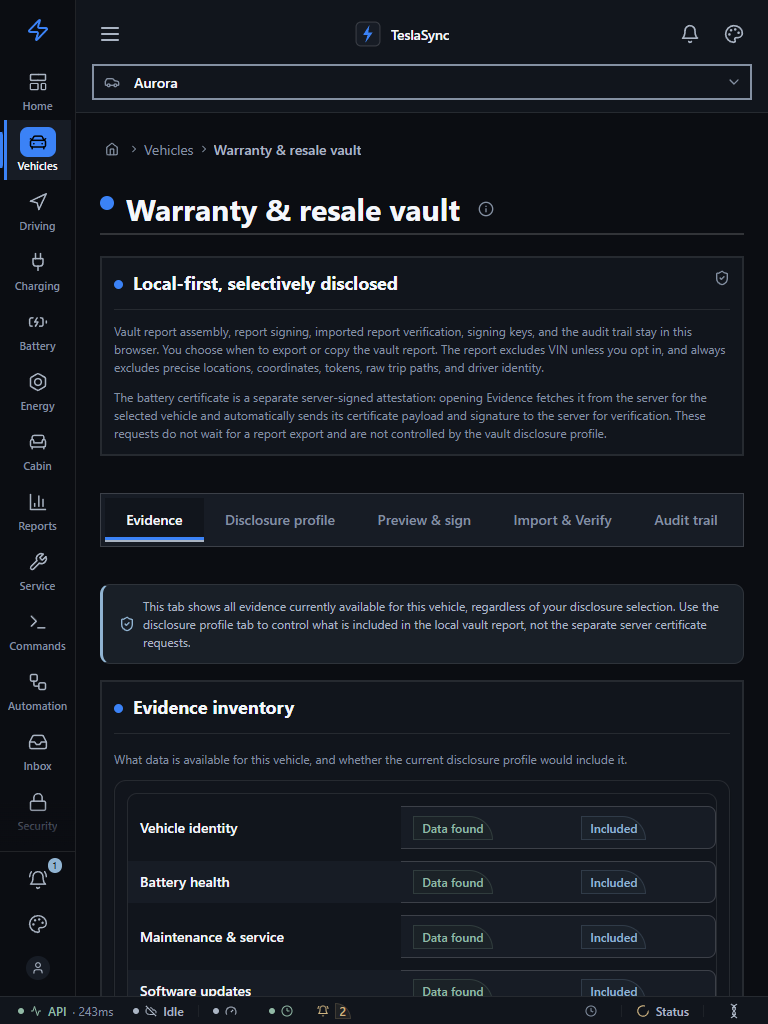 TeslaSync
Aurora
Home
Vehicles
Driving
Charging
Battery
Energy
Cabin
Reports
Service
Commands
Automation
Inbox
Security
1
Vehicles
Warranty & resale vault
Warranty & resale vault
Local-first, selectively disclosed
Vault report assembly, report signing, imported report verification, signing keys, and the audit trail stay in this
browser. You choose when to export or copy the vault report. The report excludes VIN unless you opt in, and always
excludes precise locations, coordinates, tokens, raw trip paths, and driver identity.
The battery certificate is a separate server-signed attestation: opening Evidence fetches it from the server for the
selected vehicle and automatically sends its certificate payload and signature to the server for verification. These
requests do not wait for a report export and are not controlled by the vault disclosure profile.
Evidence
Disclosure profile
Preview & sign
Import & Verify
Audit trail
This tab shows all evidence currently available for this vehicle, regardless of your disclosure selection. Use the
disclosure profile tab to control what is included in the local vault report, not the separate server certificate
requests.
Evidence inventory
What data is available for this vehicle, and whether the current disclosure profile would include it.
Vehicle identity Data found Included
Battery health Data found Included
Maintenance & service Data found Included
Software updates Data found Included
API · 243ms
Idle
2
Status